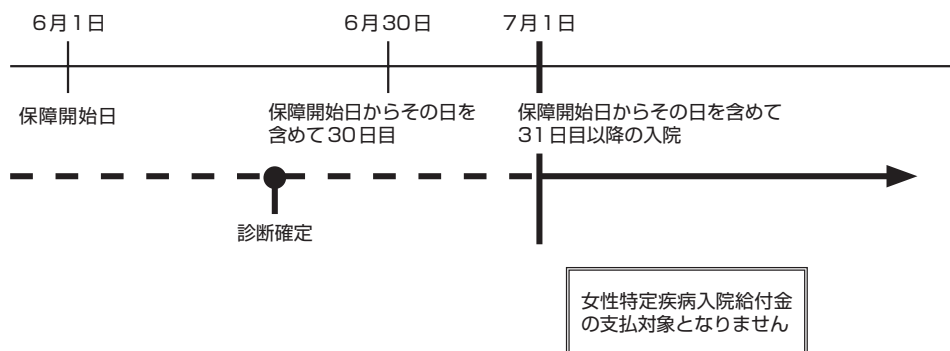 6月1日
6月30日
7月1日
保障開始日
保障開始日からその日を
含めて30日目
保障開始日からその日を含めて
31日目以降の入院
診断確定
女性特定疾病入院給付金
の支払対象となりません